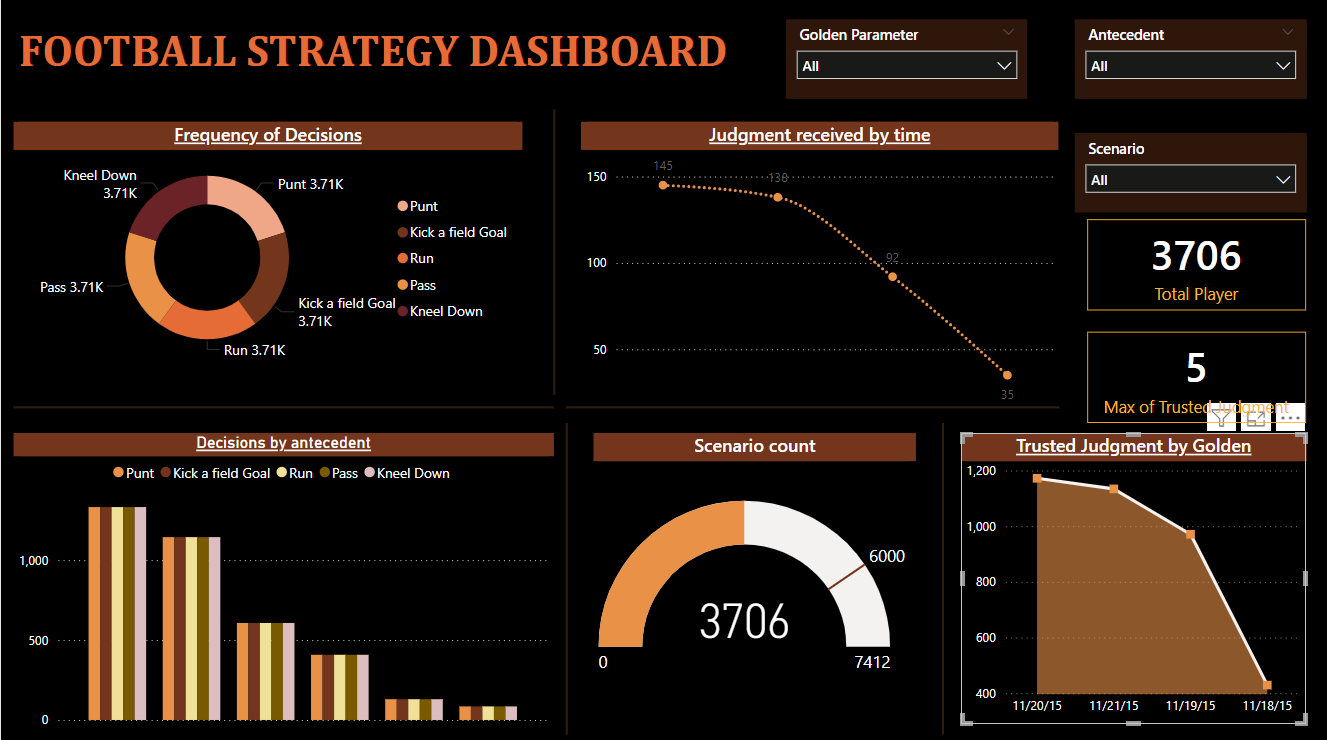 FOOTBALL STRATEGY DASHBOARD
Golden Parameter
All
Antecedent
All
Frequency of Decisions
Kneel Down
3.71K
Punt 3.71K
Pass 3.71K
Kick a field Goal
3.71K
Run 3.71K
Punt
Kick a field Goal
Run
Pass
Kneel Down
Judgment received by time
150
100
50
145
138
92
35
Scenario
All
3706
Total Player
5
Max of Trusted Judgment
Decisions by antecedent
Punt Kick a field Goal Run Pass Kneel Down
1,000
500
0
Scenario count
6000
3706
0
7412
Trusted Judgment by Golden
1,200
1,000
800
600
400
11/20/15 11/21/15 11/19/15 11/18/15